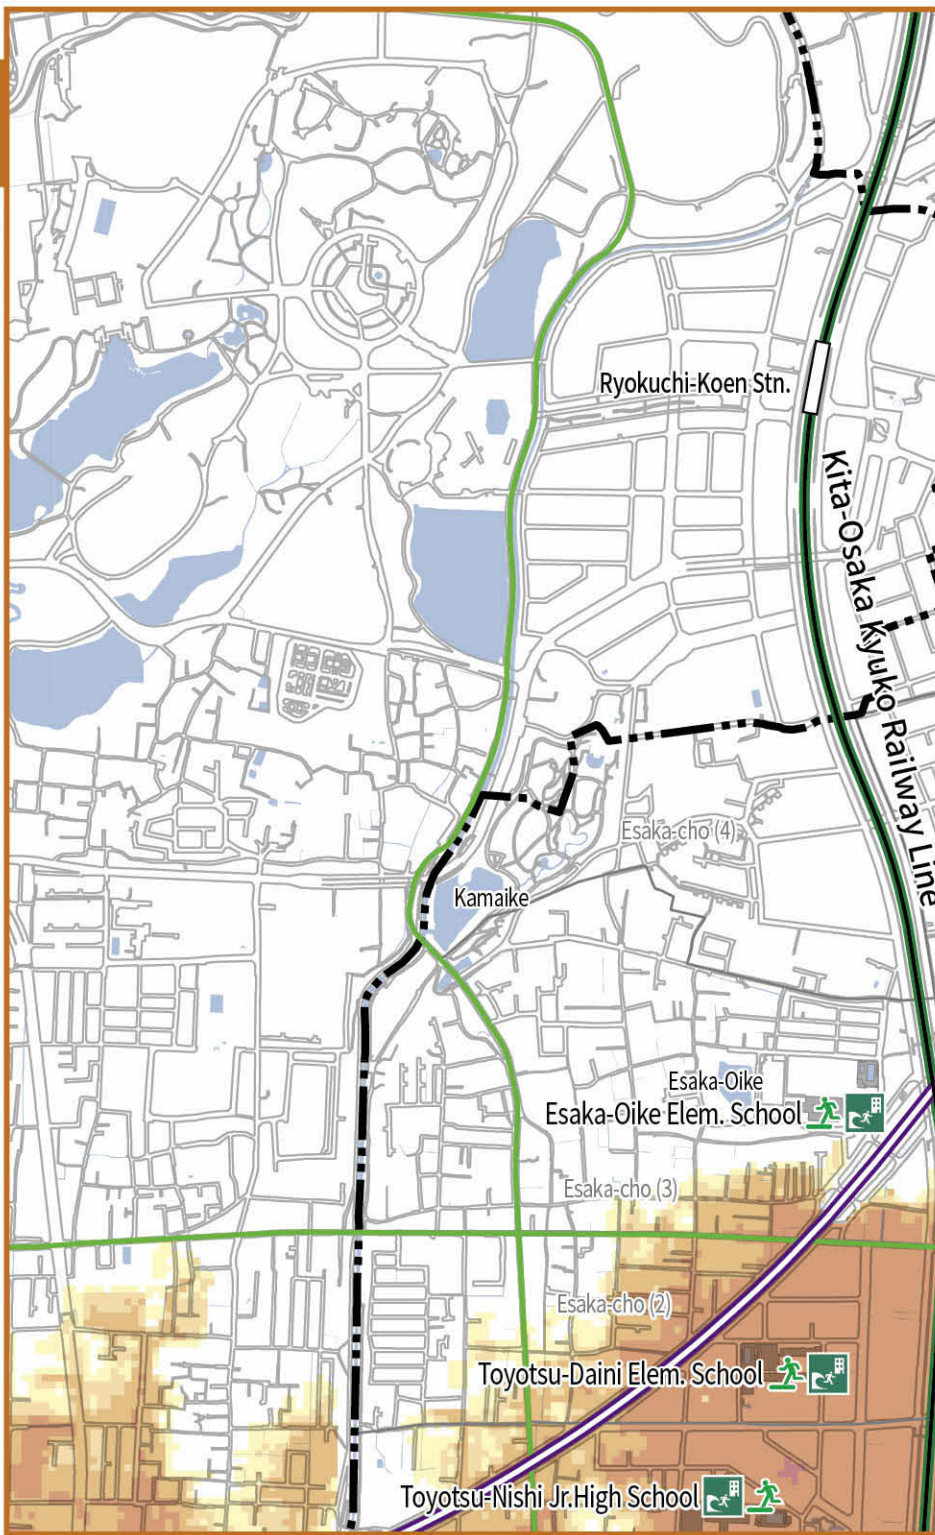 Ryokuchi-Koen Stn.
Kita-Osaka Kyuko Railway Line
Esaka-cho (4)
Kamaike
Esaka-Oike
Esaka-Oike Elem. School
Esaka-cho (3)
Esaka-cho (2)
Toyotsu-Daini Elem. School
Toyotsu-Nishi Jr.High School